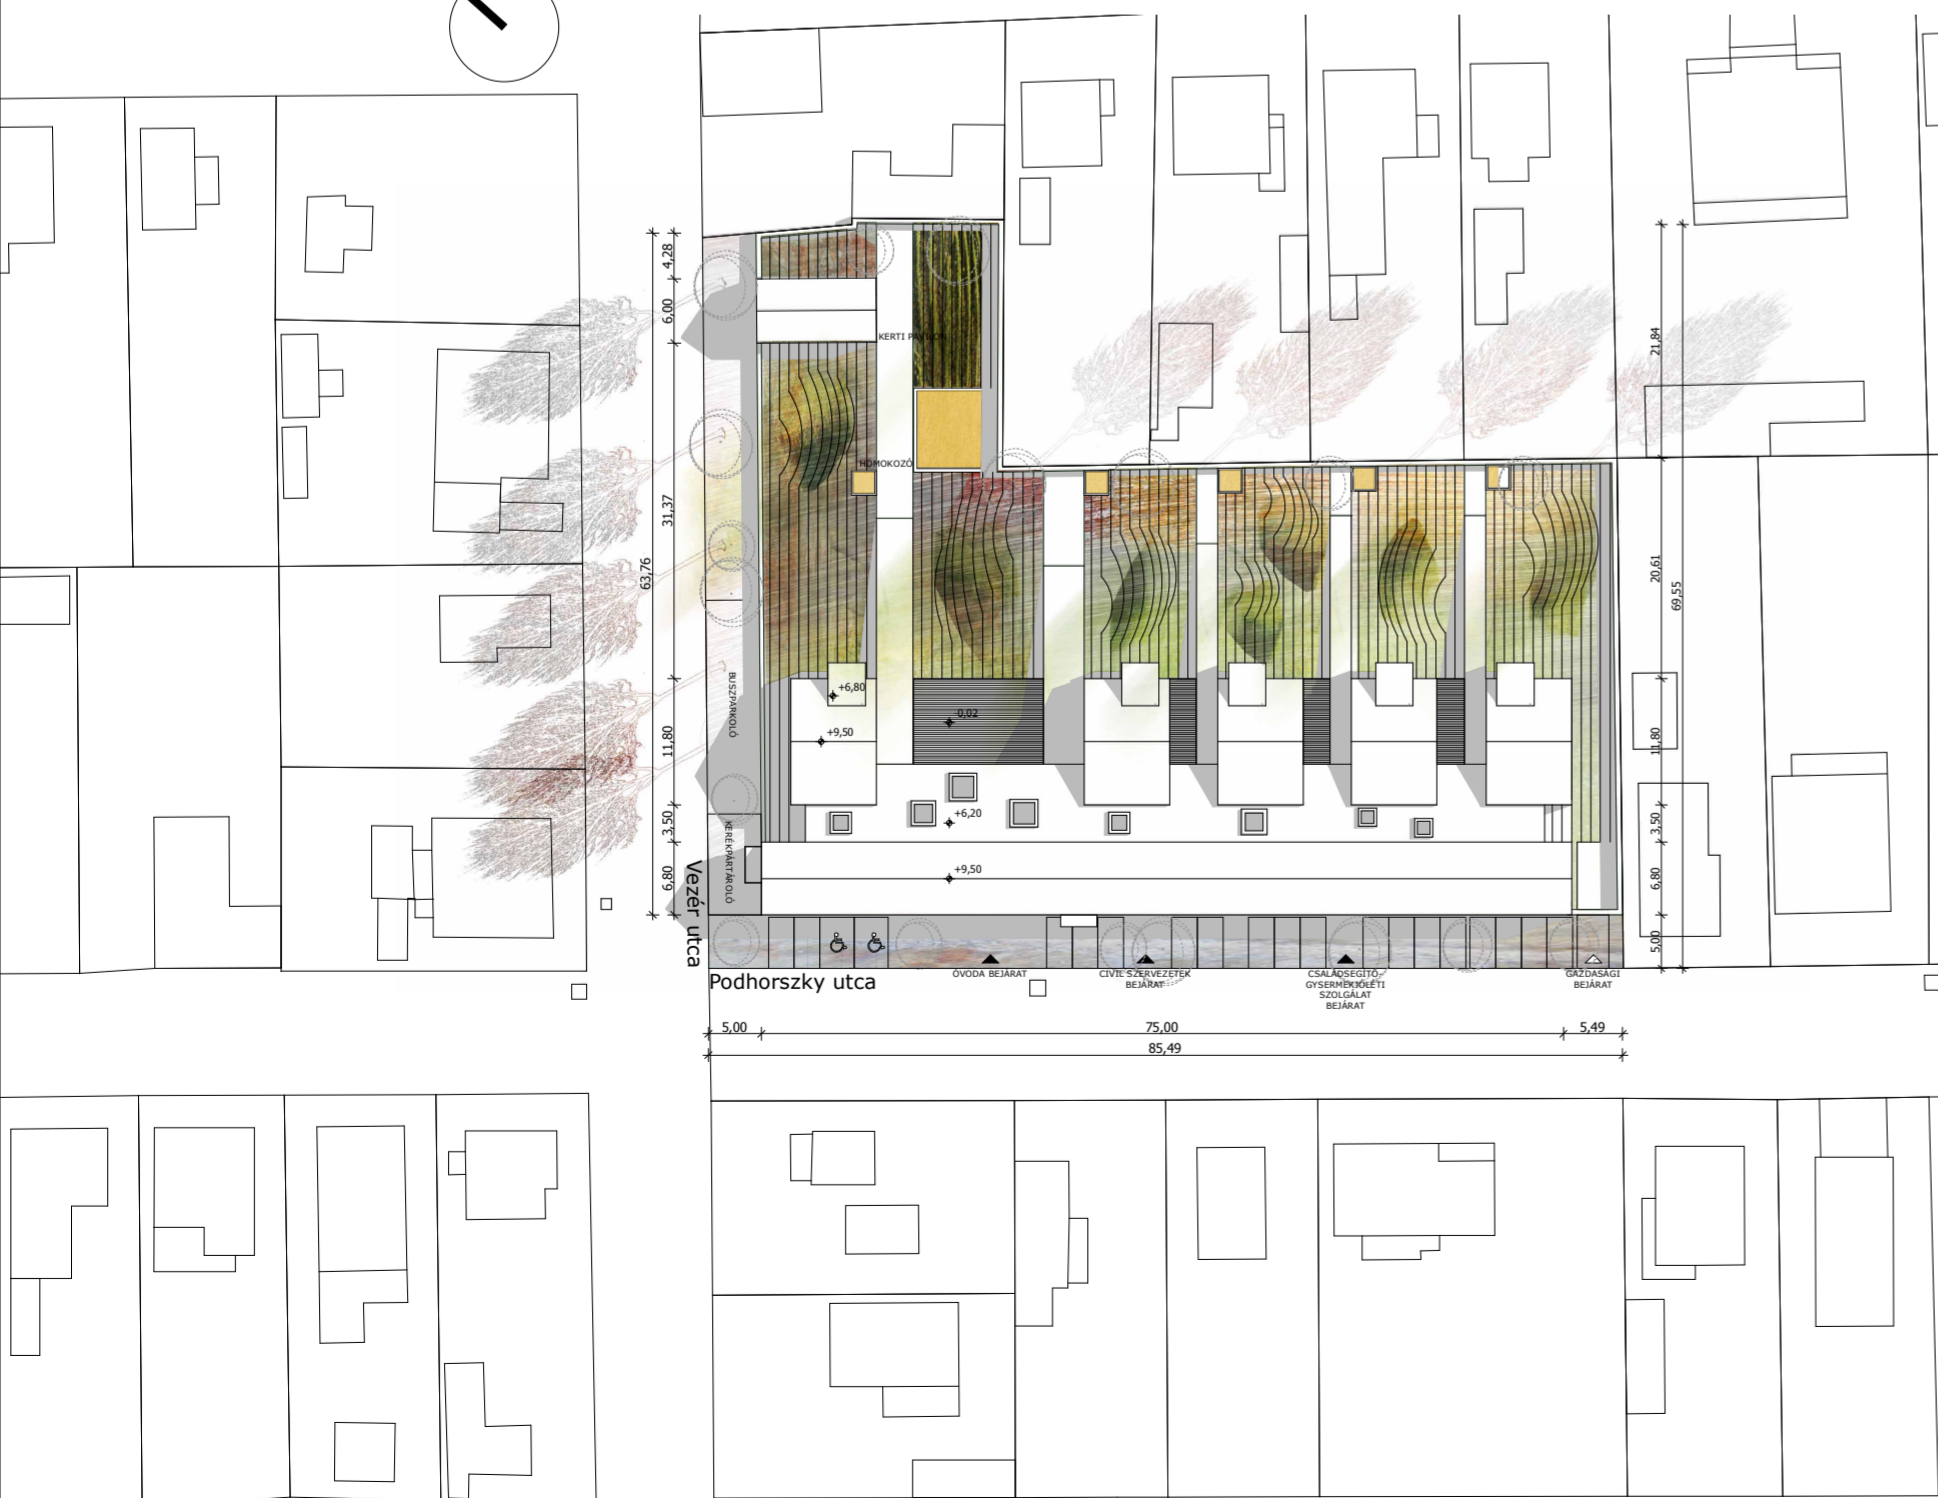 4,28
6,00
KERTI PAVILON
21,84
HOMOKOZÓ
31,37
63,76
20,61
69,55
BUSZPARKOLÓ
+6,80
-0,02
+9,50
11,80
11,80
+6,20
3,50
3,50
KERÉKPÁRTÁROLÓ
+9,50
6,80
6,80
Vezér utca
5,00
Podhorszky utca
ÓVODA BEJÁRAT
CIVIL SZERVEZETEK
BEJÁRAT
CSALÁDSEGÍTŐ-
GYSERMEKJÓLÉTI
SZOLGÁLAT
BEJÁRAT
GAZDASÁGI
BEJÁRAT
5,00
75,00
5,49
85,49